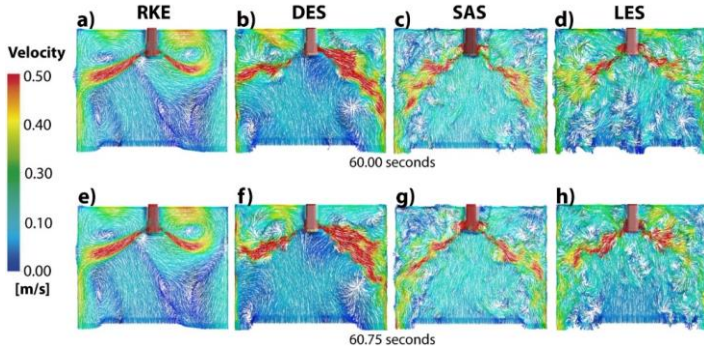 RKE DES SAS LES
a) b) c) d)
Velocity
0.50
0.40
0.30
0.20
0.10
0.00
[m/s]
60.00 seconds
e) f) g) h)
60.75 seconds